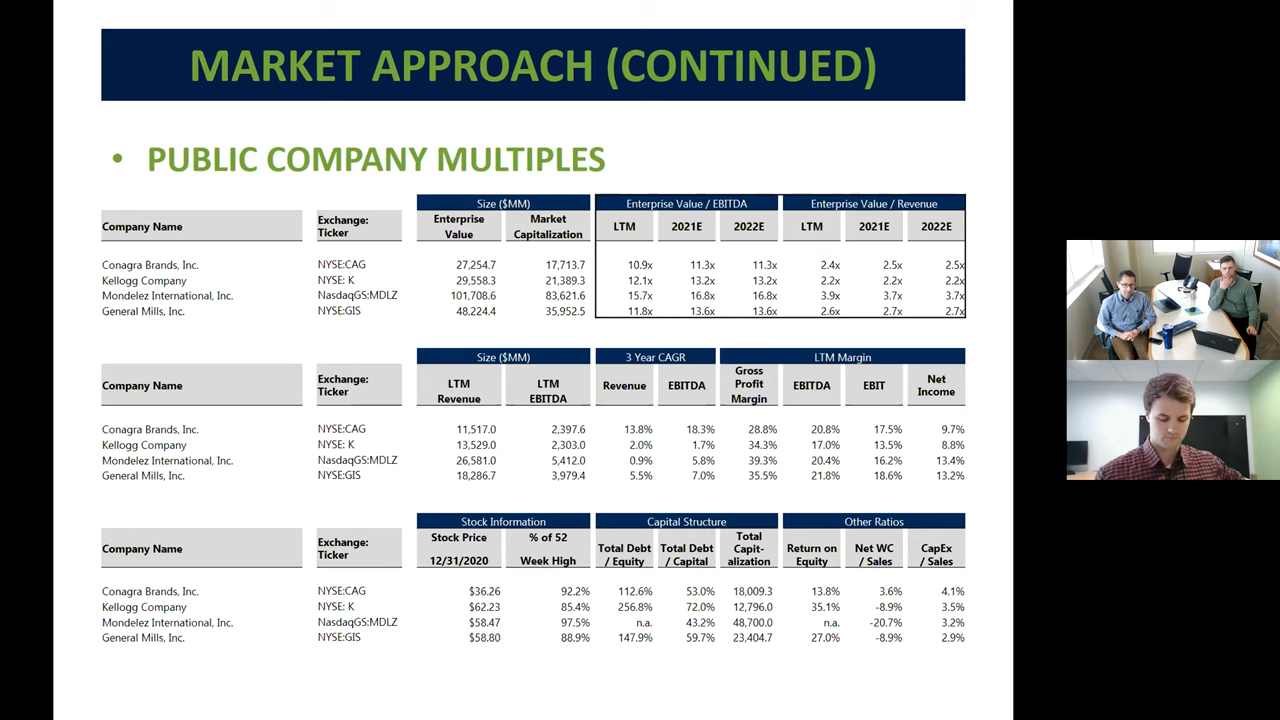 MARKET APPROACH (CONTINUED)
• PUBLIC COMPANY MULTIPLES
Size ($MM) Enterprise Value / EBITDA Enterprise Value / Revenue
Company Name Exchange: Ticker Enterprise Value Market Capitalization LTM 2021E 2022E LTM 2021E 2022E
Conagra Brands, Inc. NYSE:CAG 27,254.7 17,713.7 10.9x 11.3x 11.3x 2.4x 2.5x 2.5x
Kellogg Company NYSE: K 29,558.3 21,389.3 12.1x 13.2x 13.2x 2.2x 2.2x 2.2x
Mondelez International, Inc. NasdaqGS:MDLZ 101,708.6 83,621.6 15.7x 16.8x 16.8x 3.9x 3.7x 3.7x
General Mills, Inc. NYSE:GIS 48,224.4 35,952.5 11.8x 13.6x 13.6x 2.6x 2.7x 2.7x
Size ($MM) 3 Year CAGR LTM Margin
Company Name Exchange: Ticker LTM Revenue LTM EBITDA Revenue EBITDA Gross Profit Margin EBITDA EBIT Net Income
Conagra Brands, Inc. NYSE:CAG 11,517.0 2,397.6 13.8% 18.3% 28.8% 20.8% 17.5% 9.7%
Kellogg Company NYSE: K 13,529.0 2,303.0 2.0% 1.7% 34.3% 17.0% 13.5% 8.8%
Mondelez International, Inc. NasdaqGS:MDLZ 26,581.0 5,412.0 0.9% 5.8% 39.3% 20.4% 16.2% 13.4%
General Mills, Inc. NYSE:GIS 18,286.7 3,979.4 5.5% 7.0% 35.5% 21.8% 18.6% 13.2%
Stock Information Capital Structure Other Ratios
Company Name Exchange: Ticker Stock Price 12/31/2020 % of 52 Week High Total Debt / Equity Total Debt / Capital Total Capit-alization Return on Equity Net WC / Sales CapEx / Sales
Conagra Brands, Inc. NYSE:CAG $36.26 92.2% 112.6% 53.0% 18,009.3 13.8% 3.6% 4.1%
Kellogg Company NYSE: K $62.23 85.4% 256.8% 72.0% 12,796.0 35.1% -8.9% 3.5%
Mondelez International, Inc. NasdaqGS:MDLZ $58.47 97.5% n.a. 43.2% 48,700.0 n.a. -20.7% 3.2%
General Mills, Inc. NYSE:GIS $58.80 88.9% 147.9% 59.7% 23,404.7 27.0% -8.9% 2.9%